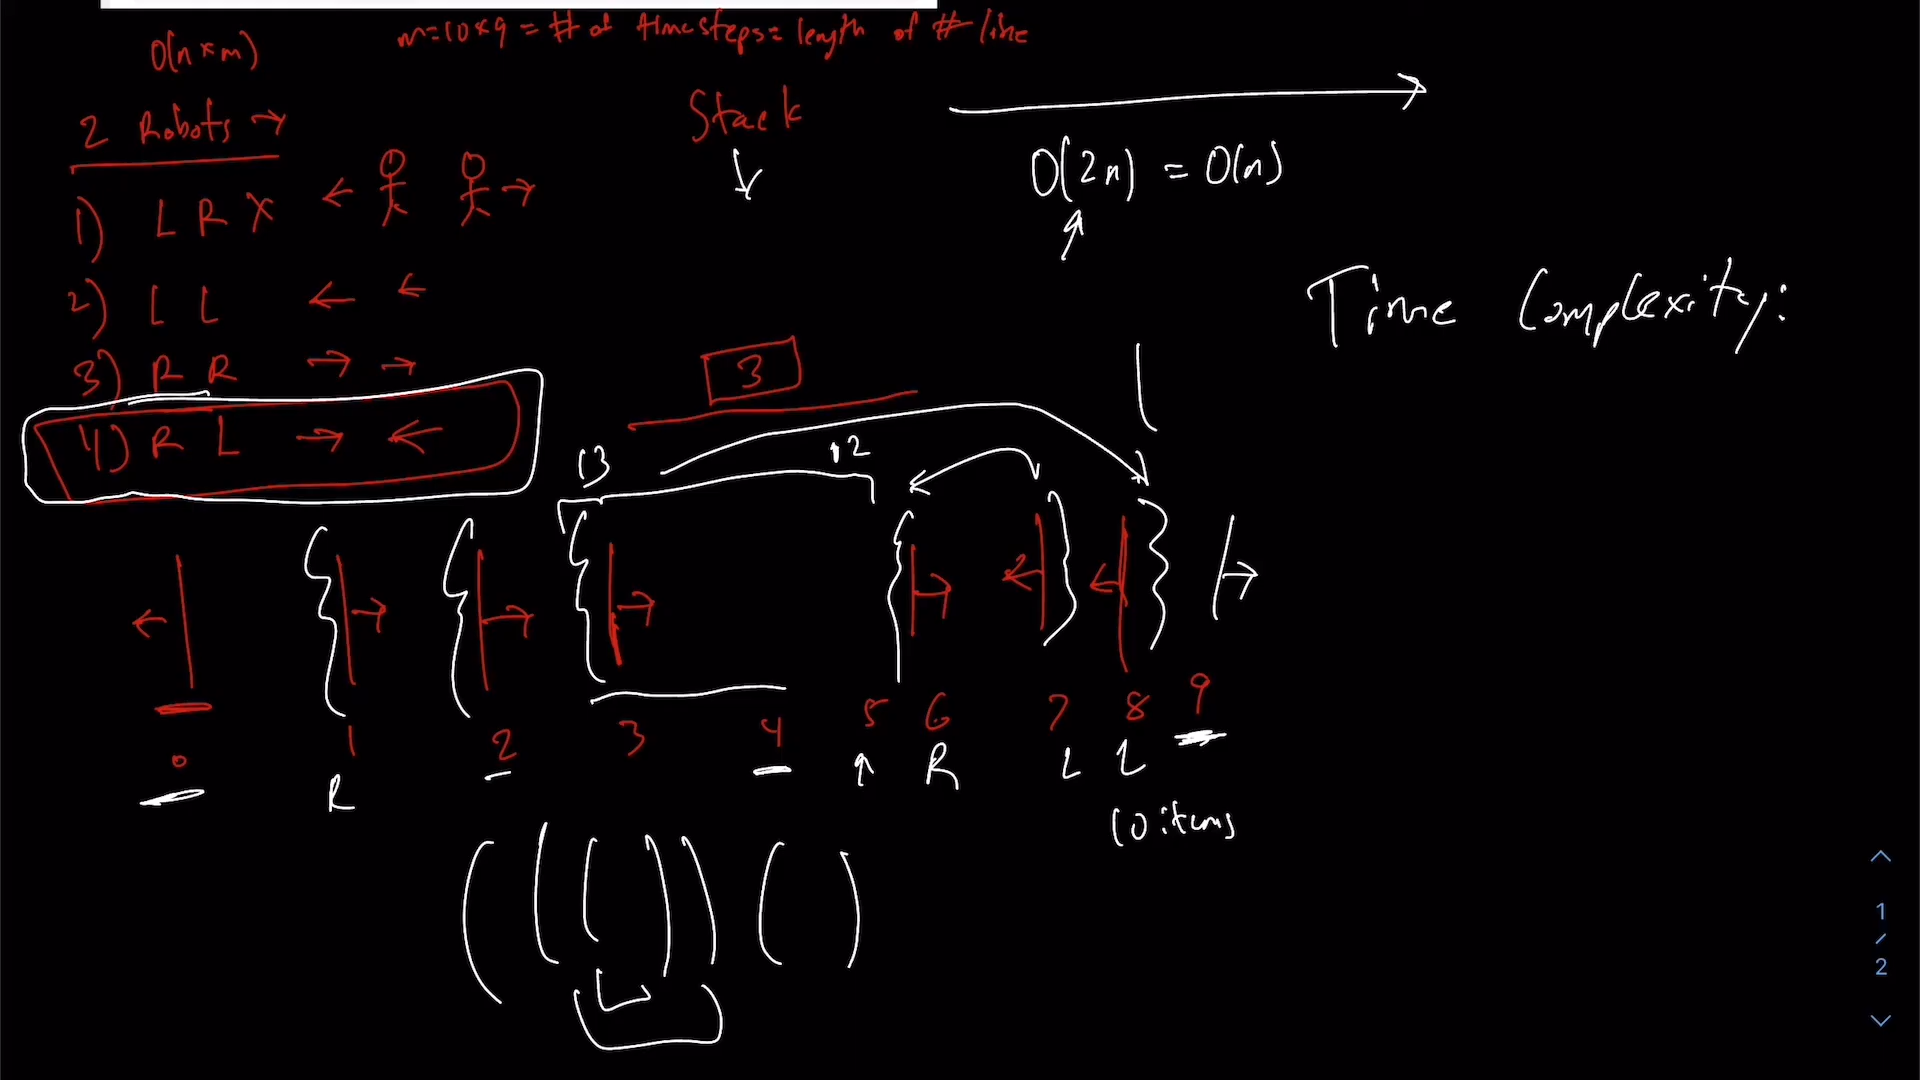 O(n*m)
m=10*9 = # of timesteps = length of # line
2 Robots →
Stack
O(2n) = O(n)
1) L R X
2) L L
3) R R
4) R L
Time Complexity:
3
13
12
0
1
2
3
4
5
6
7
8
9
R
R
L
L
10 items
( ( ( ) ) ( )
1
/
2